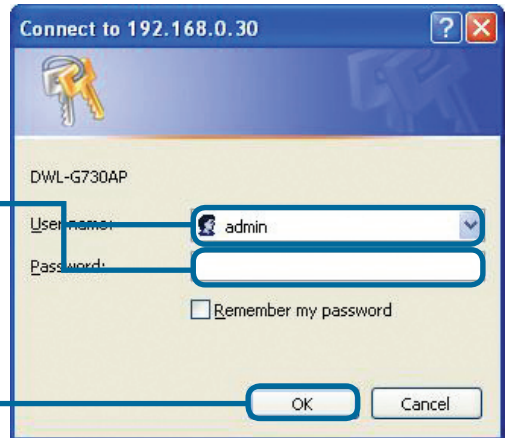 Connect to 192.168.0.30
DWL-G730AP
User name:
admin
Password:
Remember my password
OK
Cancel